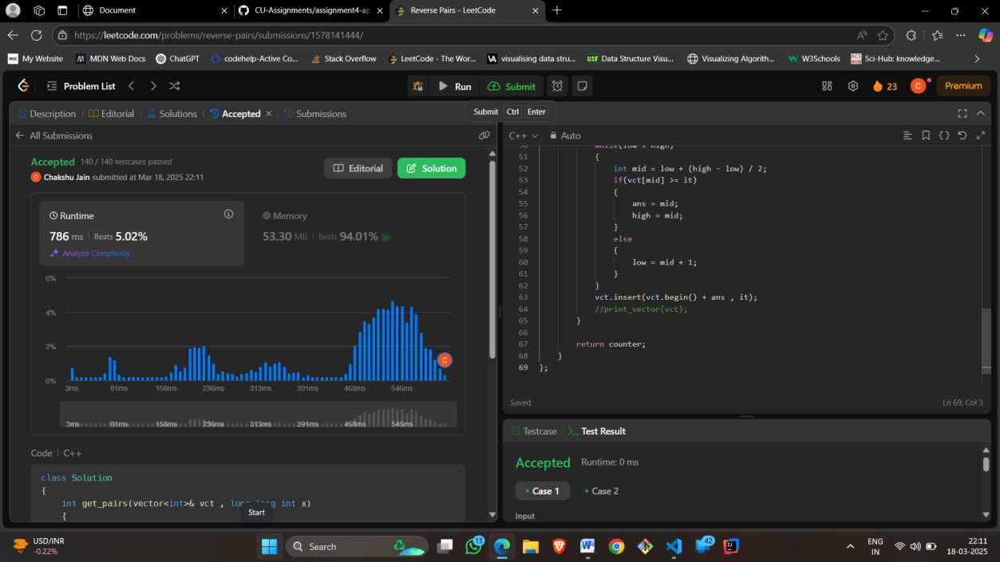 Document
CU-Assignments/assignment4-ap
Reverse Pairs - LeetCode
https://leetcode.com/problems/reverse-pairs/submissions/1578141444/
My Website
MDN Web Docs
ChatGPT
codehelp-Active Co...
Stack Overflow
LeetCode - The Wor...
visualising data stru...
Data Structure Visu...
Visualizing Algorith...
W3Schools
Sci-Hub: knowledge...
Problem List
Run
Submit
23
C
Premium
Description
Editorial
Solutions
Accepted
Submissions
Submit Ctrl Enter
All Submissions
C++
Auto
Accepted 140 / 140 testcases passed
C Chakshu Jain submitted at Mar 18, 2025 22:11
Editorial
Solution
Runtime
786 ms | Beats 5.02%
Analyze Complexity
Memory
53.30 MB | Beats 94.01%
6%
4%
2%
0%
C
3ms 81ms 158ms 236ms 313ms 391ms 468ms 546ms
3ms 81ms 158ms 236ms 313ms 391ms 468ms 546ms
Code | C++
class Solution
{
int get_pairs(vector<int>& vct , long long int x)
{
Start
50 while(low < high)
51 {
52 int mid = low + (high - low) / 2;
53 if(vct[mid] >= it)
54 {
55 ans = mid;
56 high = mid;
57 }
58 else
59 {
60 low = mid + 1;
61 }
62 }
63 vct.insert(vct.begin() + ans , it);
64 //print_vector(vct);
65 }
66
67 return counter;
68 }
69 };
Saved
Ln 69, Col 3
Testcase
Test Result
Accepted Runtime: 0 ms
Case 1
Case 2
Input
USD/INR
-0.22%
Search
13
42
ENG
IN
22:11
18-03-2025